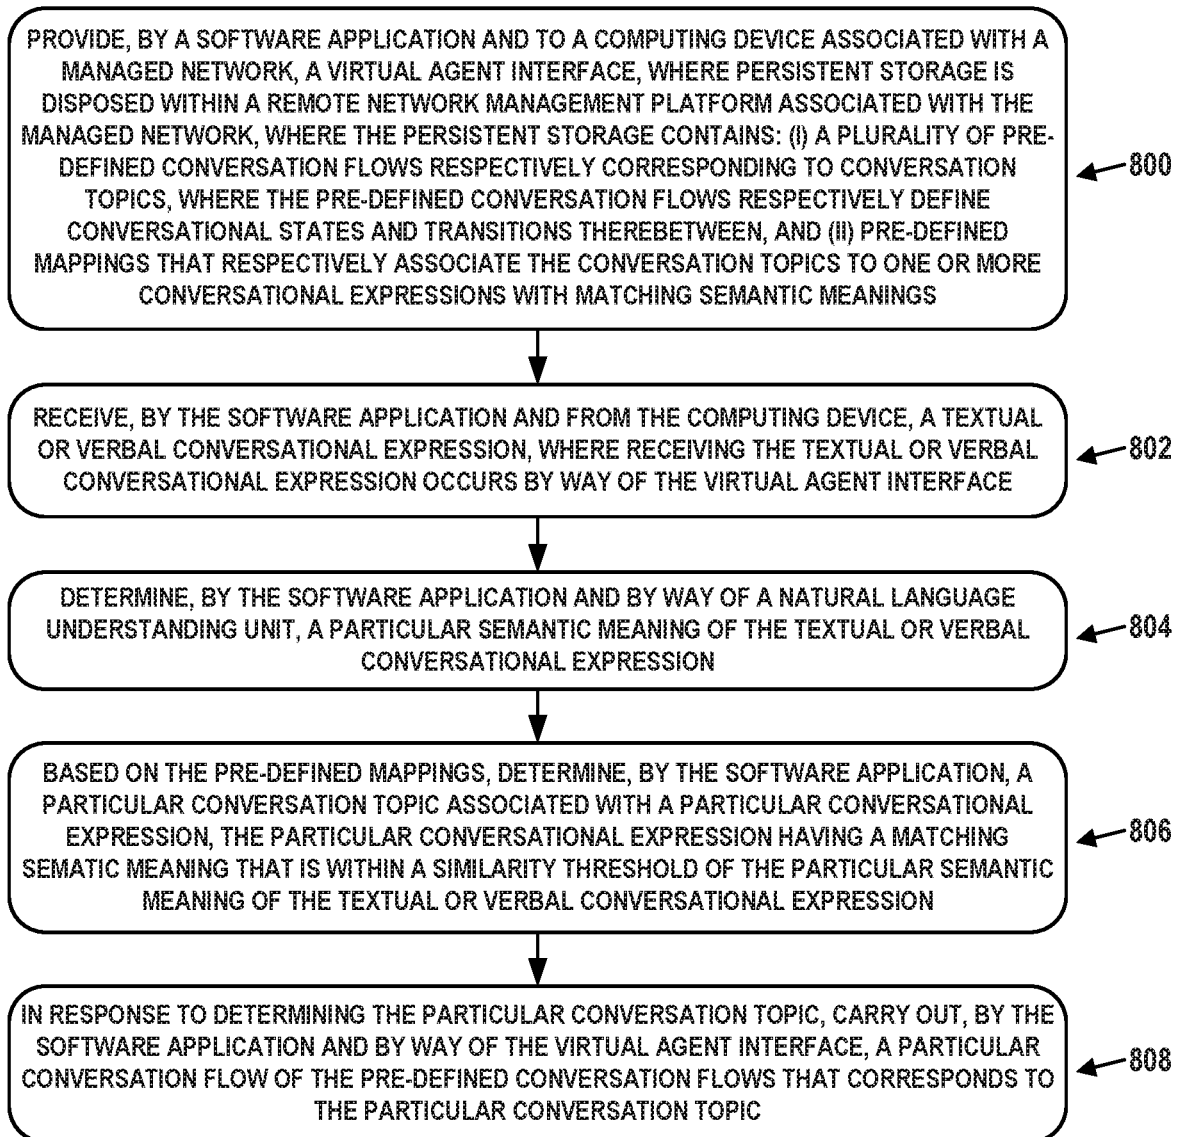 PROVIDE, BY A SOFTWARE APPLICATION AND TO A COMPUTING DEVICE ASSOCIATED WITH A
MANAGED NETWORK, A VIRTUAL AGENT INTERFACE, WHERE PERSISTENT STORAGE IS
DISPOSED WITHIN A REMOTE NETWORK MANAGEMENT PLATFORM ASSOCIATED WITH THE
MANAGED NETWORK, WHERE THE PERSISTENT STORAGE CONTAINS: (I) A PLURALITY OF PRE-
DEFINED CONVERSATION FLOWS RESPECTIVELY CORRESPONDING TO CONVERSATION
TOPICS, WHERE THE PRE-DEFINED CONVERSATION FLOWS RESPECTIVELY DEFINE
CONVERSATIONAL STATES AND TRANSITIONS THEREBETWEEN, AND (II) PRE-DEFINED
MAPPINGS THAT RESPECTIVELY ASSOCIATE THE CONVERSATION TOPICS TO ONE OR MORE
CONVERSATIONAL EXPRESSIONS WITH MATCHING SEMANTIC MEANINGS
800
RECEIVE, BY THE SOFTWARE APPLICATION AND FROM THE COMPUTING DEVICE, A TEXTUAL
OR VERBAL CONVERSATIONAL EXPRESSION, WHERE RECEIVING THE TEXTUAL OR VERBAL
CONVERSATIONAL EXPRESSION OCCURS BY WAY OF THE VIRTUAL AGENT INTERFACE
802
DETERMINE, BY THE SOFTWARE APPLICATION AND BY WAY OF A NATURAL LANGUAGE
UNDERSTANDING UNIT, A PARTICULAR SEMANTIC MEANING OF THE TEXTUAL OR VERBAL
CONVERSATIONAL EXPRESSION
804
BASED ON THE PRE-DEFINED MAPPINGS, DETERMINE, BY THE SOFTWARE APPLICATION, A
PARTICULAR CONVERSATION TOPIC ASSOCIATED WITH A PARTICULAR CONVERSATIONAL
EXPRESSION, THE PARTICULAR CONVERSATIONAL EXPRESSION HAVING A MATCHING
SEMATIC MEANING THAT IS WITHIN A SIMILARITY THRESHOLD OF THE PARTICULAR SEMANTIC
MEANING OF THE TEXTUAL OR VERBAL CONVERSATIONAL EXPRESSION
806
IN RESPONSE TO DETERMINING THE PARTICULAR CONVERSATION TOPIC, CARRY OUT, BY THE
SOFTWARE APPLICATION AND BY WAY OF THE VIRTUAL AGENT INTERFACE, A PARTICULAR
CONVERSATION FLOW OF THE PRE-DEFINED CONVERSATION FLOWS THAT CORRESPONDS TO
THE PARTICULAR CONVERSATION TOPIC
808